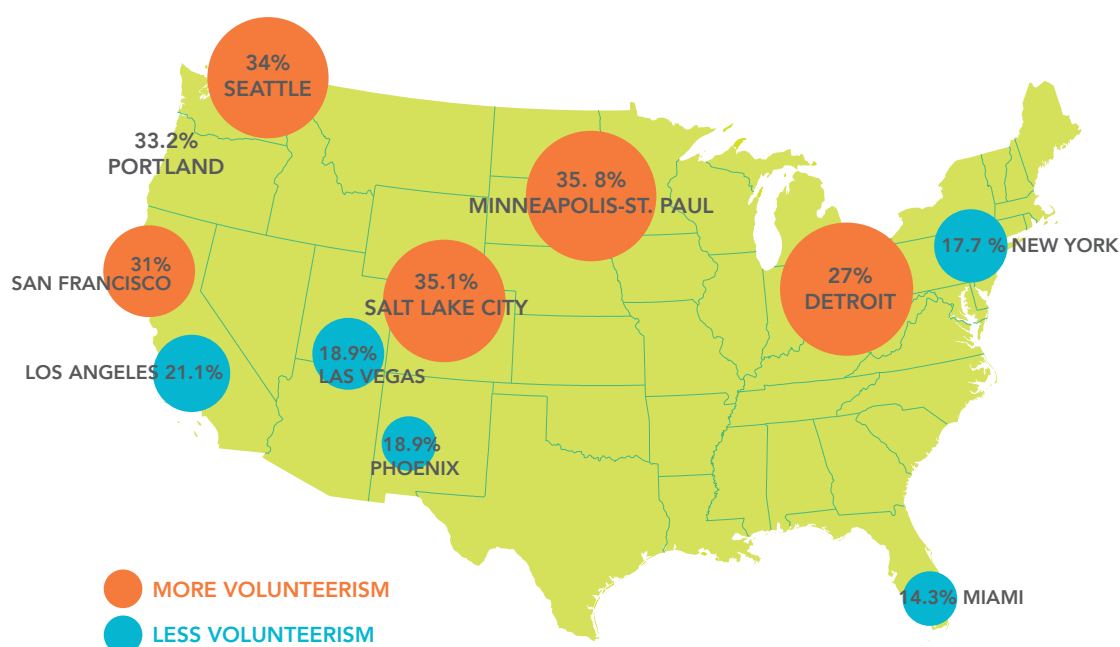 34%
SEATTLE
33.2%
PORTLAND
35. 8%
MINNEAPOLIS-ST. PAUL
17.7 % NEW YORK
31%
SAN FRANCISCO
35.1%
SALT LAKE CITY
27%
DETROIT
LOS ANGELES 21.1%
18.9%
LAS VEGAS
18.9%
PHOENIX
14.3% MIAMI
MORE VOLUNTEERISM
LESS VOLUNTEERISM